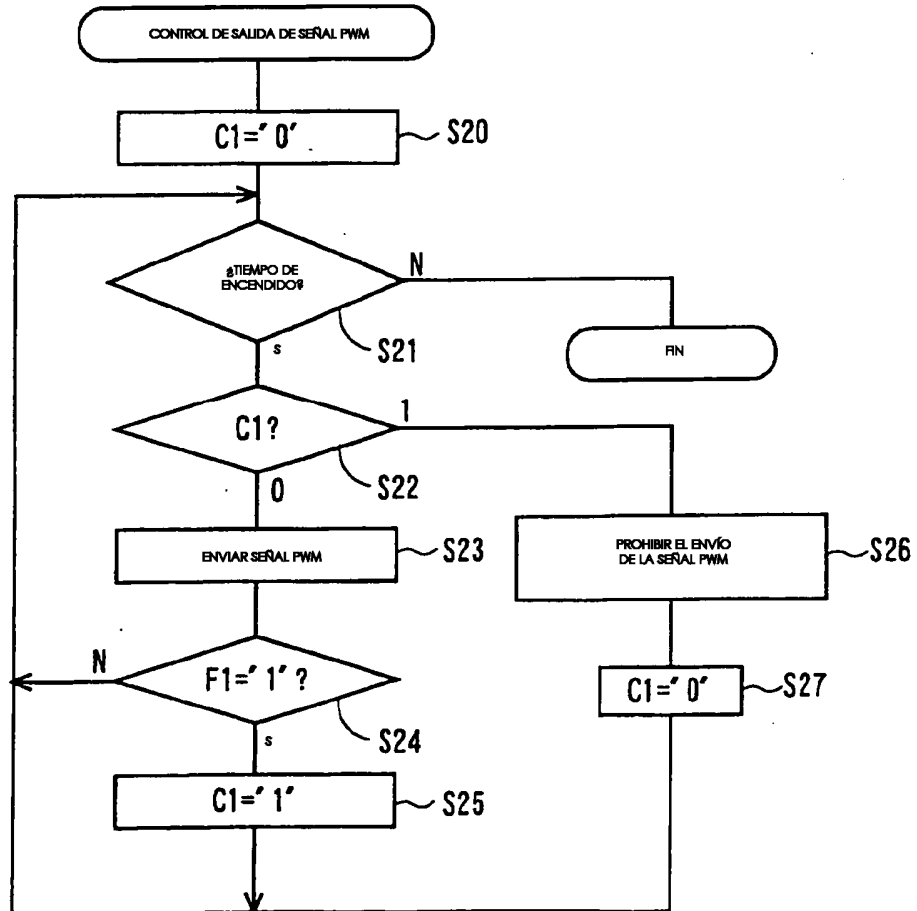 CONTROL DE SALIDA DE SEÑAL PWM
C1="0"
S20
¿TIEMPO DE
ENCENDIDO?
N
S21
s
FIN
C1?
1
S22
0
ENVIAR SEÑAL PWM
S23
PROHIBIR EL ENVÍO
DE LA SEÑAL PWM
S26
N
F1="1"?
S24
s
C1="0"
S27
C1="1"
S25